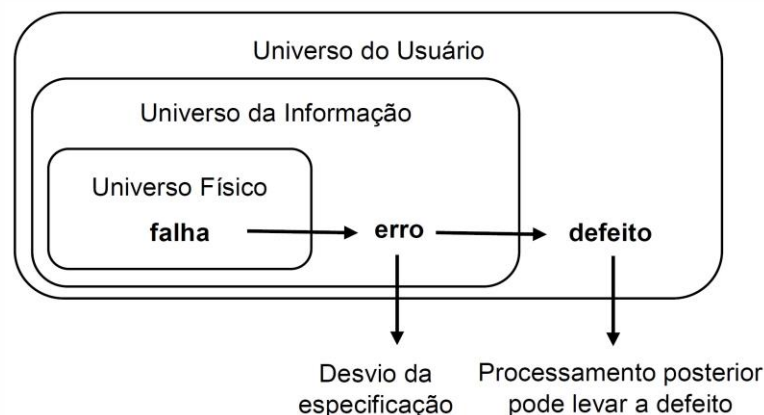 Universo do Usuário
Universo da Informação
Universo Físico
falha
erro
defeito
Desvio da
especificação
Processamento posterior
pode levar a defeito